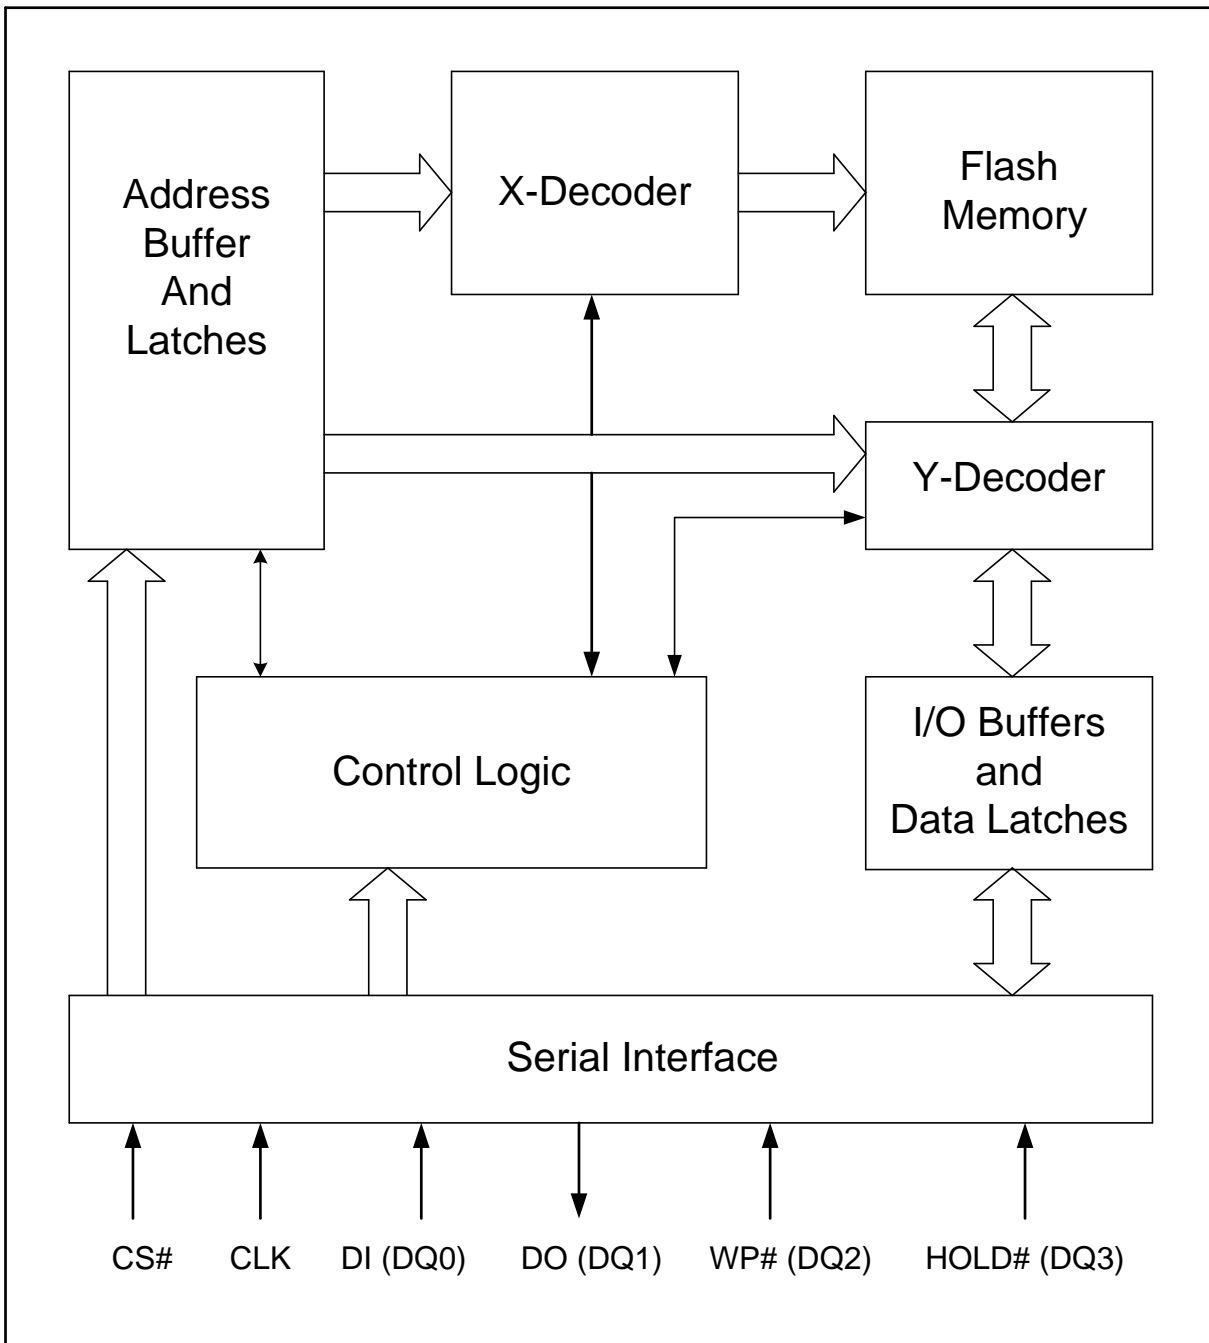 Address
Buffer
And
Latches
X-Decoder
Flash
Memory
Y-Decoder
Control Logic
I/O Buffers
and
Data Latches
Serial Interface
CS#
CLK
DI (DQ0)
DO (DQ1)
WP# (DQ2)
HOLD# (DQ3)